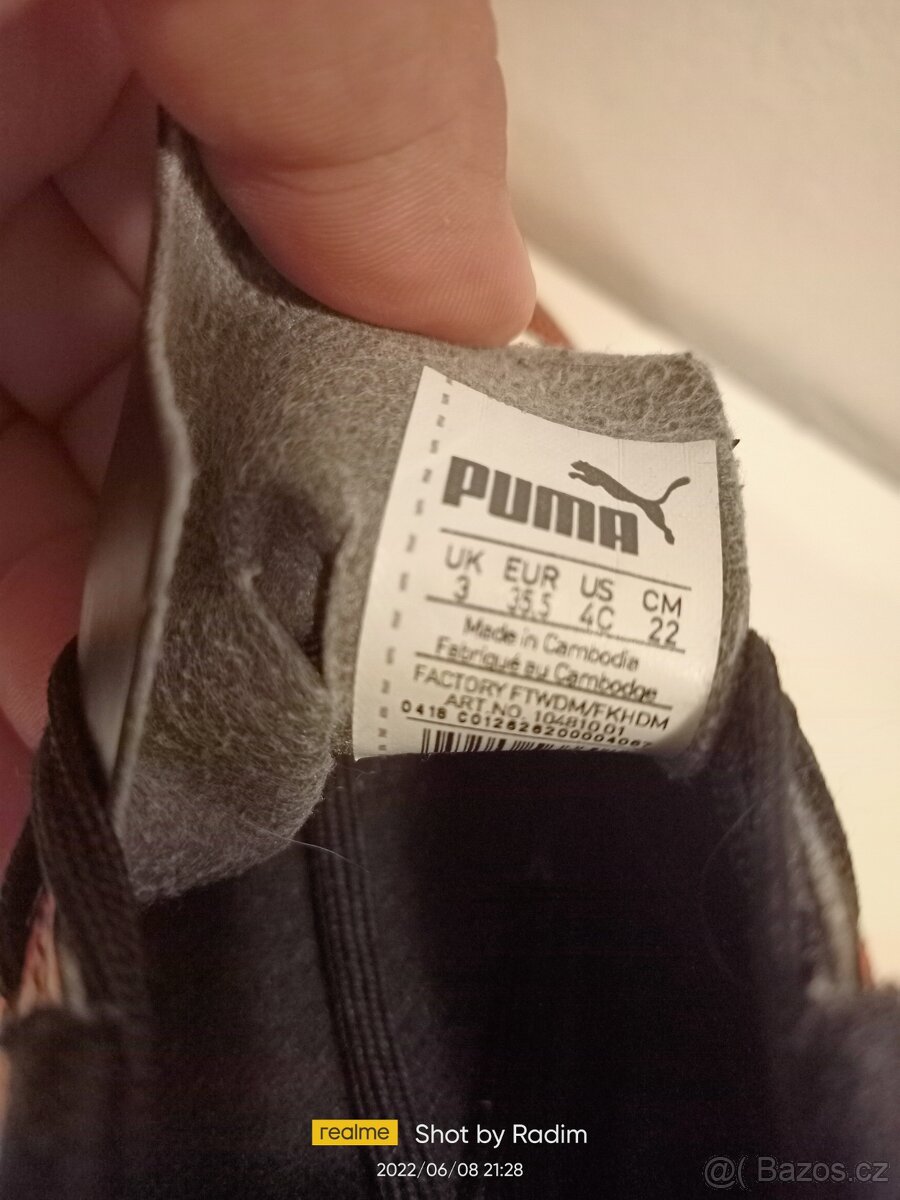 PUMA
UK EUR US CM
3 35.5 4C 22
Made in Cambodia
Fabriqué au Cambodge
FACTORY FTWDM/FKHDM
ART.NO. 104810 01
0418 C012826200004067
realme Shot by Radim
2022/06/08 21:28
@( Bazos.cz